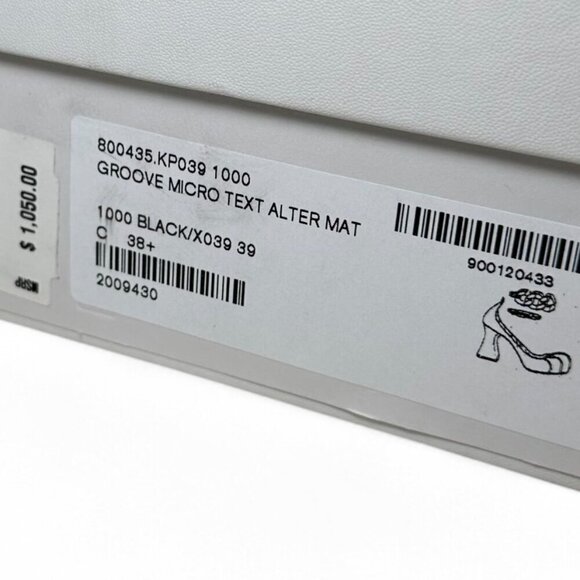 800435.KP039 1000
GROOVE MICRO TEXT ALTER MAT
1000 BLACK/X039 39
C 38+
2009430
900120433
$ 1,050.00
MSRP